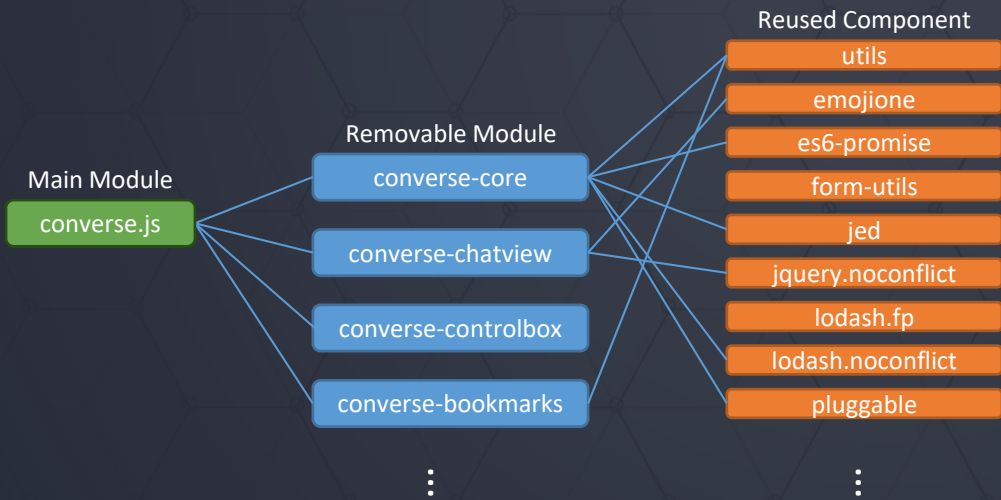 Main Module
converse.js
Removable Module
converse-core
converse-chatview
converse-controlbox
converse-bookmarks
⋮
Reused Component
utils
emojione
es6-promise
form-utils
jed
jquery.noconflict
lodash.fp
lodash.noconflict
pluggable
⋮